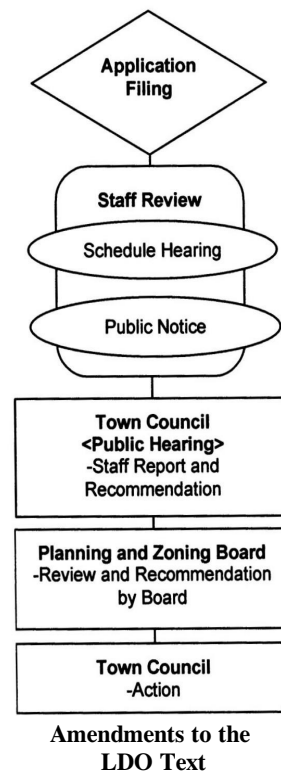 Application
Filing
Staff Review
Schedule Hearing
Public Notice
Town Council
<Public Hearing>
-Staff Report and
Recommendation
Planning and Zoning Board
-Review and Recommendation
by Board
Town Council
-Action
Amendments to the
LDO Text